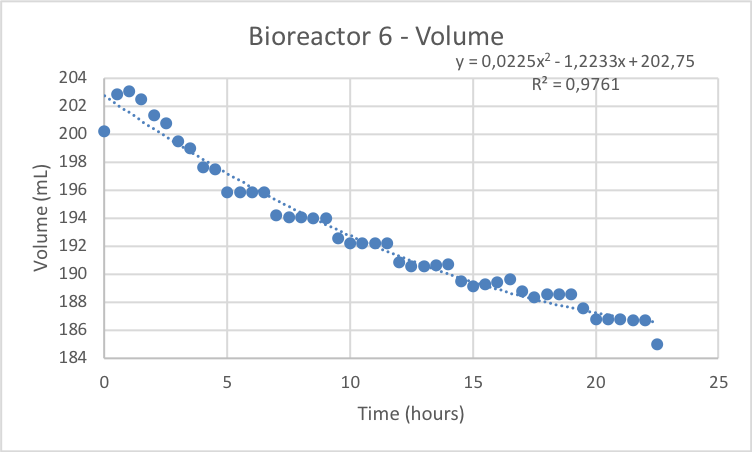 Bioreactor 6 - Volume
y = 0,0225x² - 1,2233x + 202,75
R² = 0,9761
204
202
200
198
196
194
192
190
188
186
184
Volume (mL)
0 5 10 15 20 25
Time (hours)